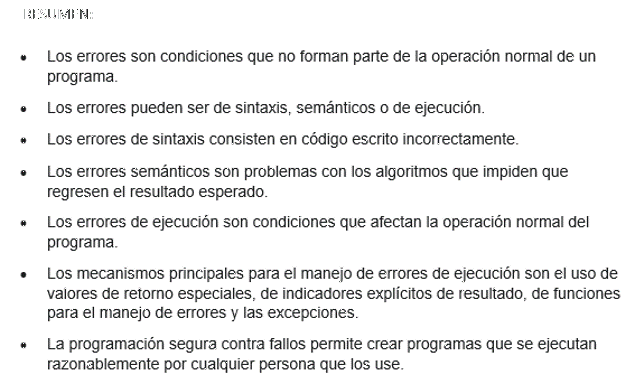 RESUMEN:
• Los errores son condiciones que no forman parte de la operación normal de un
programa.
• Los errores pueden ser de sintaxis, semánticos o de ejecución.
• Los errores de sintaxis consisten en código escrito incorrectamente.
• Los errores semánticos son problemas con los algoritmos que impiden que
regresen el resultado esperado.
• Los errores de ejecución son condiciones que afectan la operación normal del
programa.
• Los mecanismos principales para el manejo de errores de ejecución son el uso de
valores de retorno especiales, de indicadores explícitos de resultado, de funciones
para el manejo de errores y las excepciones.
• La programación segura contra fallos permite crear programas que se ejecutan
razonablemente por cualquier persona que los use.